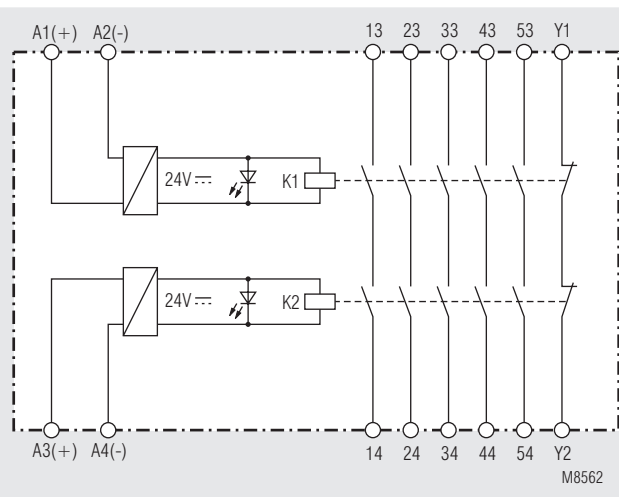 A1(+) A2(-) 13 23 33 43 53 Y1
24V K1
24V K2
A3(+) A4(-) 14 24 34 44 54 Y2
M8562